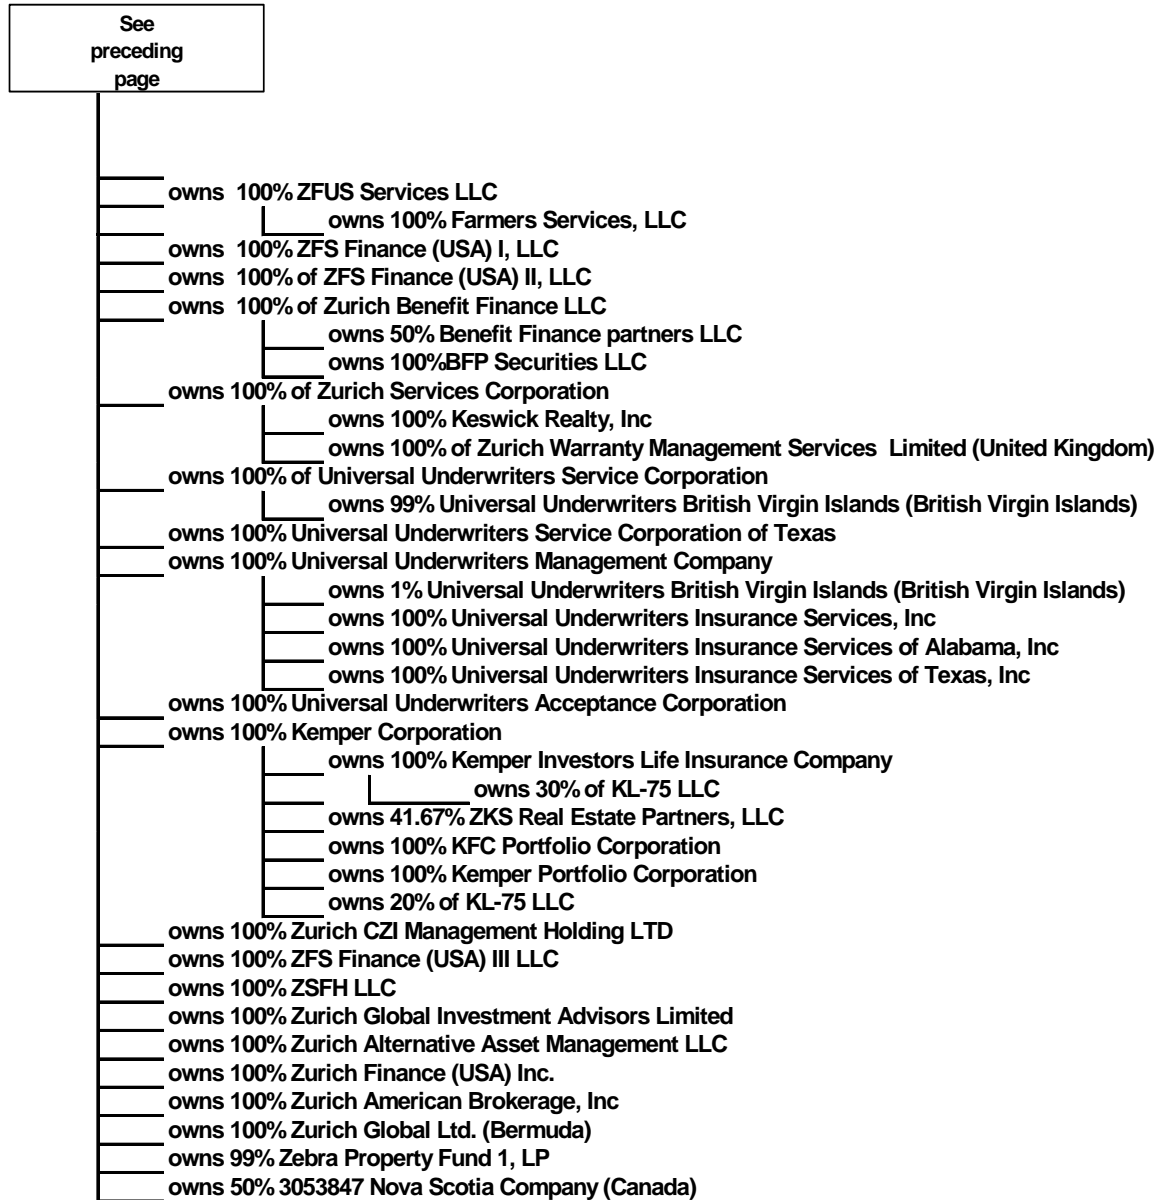 See
preceding
page
owns 100% ZFUS Services LLC
owns 100% Farmers Services, LLC
owns 100% ZFS Finance (USA) I, LLC
owns 100% of ZFS Finance (USA) II, LLC
owns 100% of Zurich Benefit Finance LLC
owns 50% Benefit Finance partners LLC
owns 100%BFP Securities LLC
owns 100% of Zurich Services Corporation
owns 100% Keswick Realty, Inc
owns 100% of Zurich Warranty Management Services Limited (United Kingdom)
owns 100% of Universal Underwriters Service Corporation
owns 99% Universal Underwriters British Virgin Islands (British Virgin Islands)
owns 100% Universal Underwriters Service Corporation of Texas
owns 100% Universal Underwriters Management Company
owns 1% Universal Underwriters British Virgin Islands (British Virgin Islands)
owns 100% Universal Underwriters Insurance Services, Inc
owns 100% Universal Underwriters Insurance Services of Alabama, Inc
owns 100% Universal Underwriters Insurance Services of Texas, Inc
owns 100% Universal Underwriters Acceptance Corporation
owns 100% Kemper Corporation
owns 100% Kemper Investors Life Insurance Company
owns 30% of KL-75 LLC
owns 41.67% ZKS Real Estate Partners, LLC
owns 100% KFC Portfolio Corporation
owns 100% Kemper Portfolio Corporation
owns 20% of KL-75 LLC
owns 100% Zurich CZI Management Holding LTD
owns 100% ZFS Finance (USA) III LLC
owns 100% ZSFH LLC
owns 100% Zurich Global Investment Advisors Limited
owns 100% Zurich Alternative Asset Management LLC
owns 100% Zurich Finance (USA) Inc.
owns 100% Zurich American Brokerage, Inc
owns 100% Zurich Global Ltd. (Bermuda)
owns 99% Zebra Property Fund 1, LP
owns 50% 3053847 Nova Scotia Company (Canada)